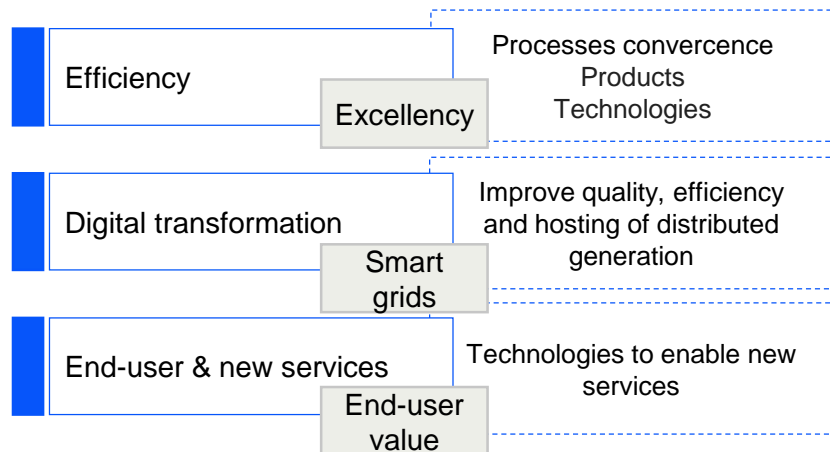 Efficiency
Excellency
Processes convercence
Products
Technologies
Digital transformation
Smart
grids
Improve quality, efficiency
and hosting of distributed
generation
End-user & new services
End-user
value
Technologies to enable new
services